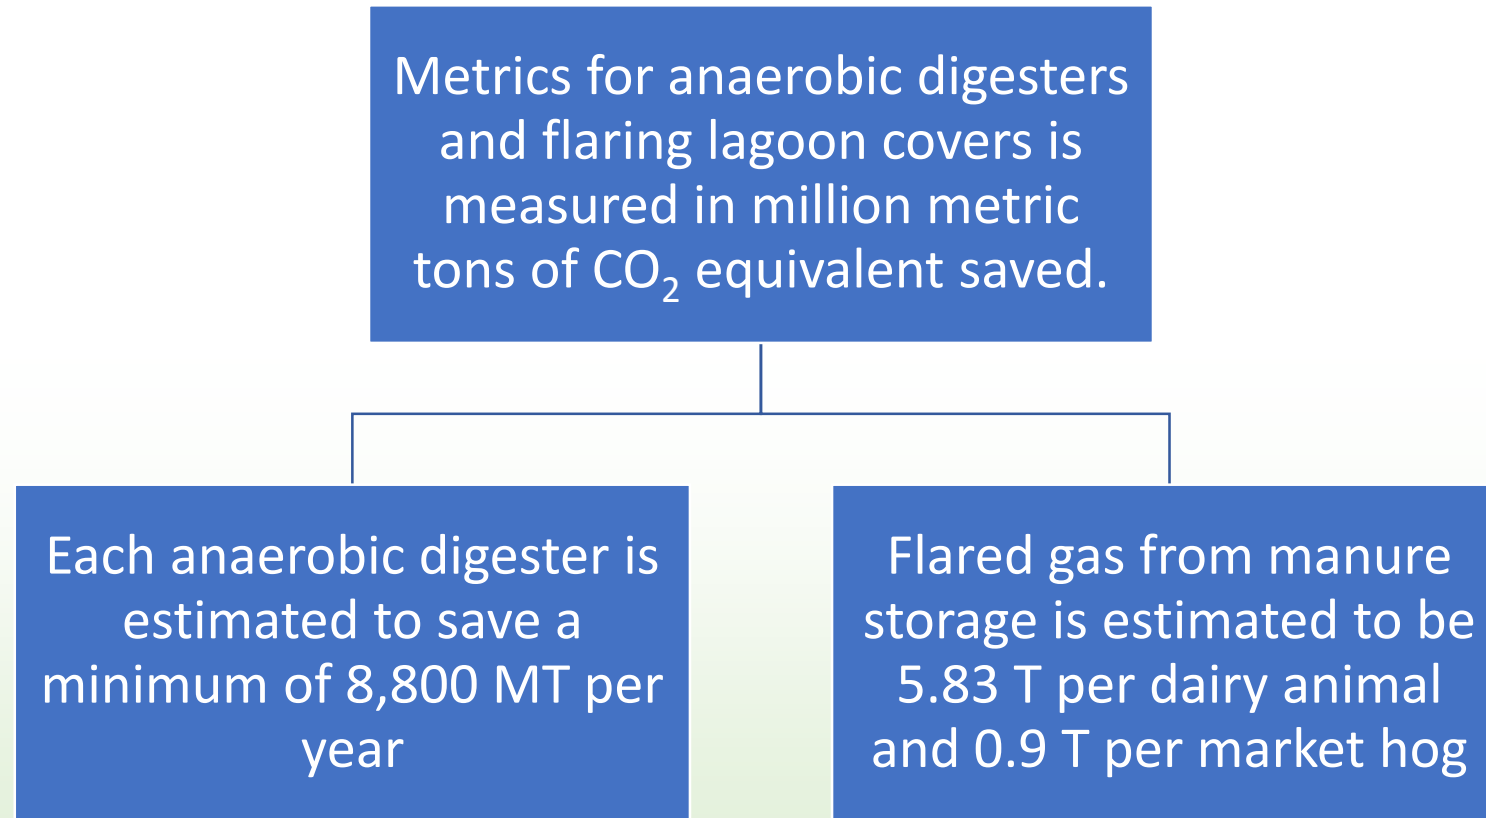 Metrics for anaerobic digesters
and flaring lagoon covers is
measured in million metric
tons of CO₂ equivalent saved.
Each anaerobic digester is
estimated to save a
minimum of 8,800 MT per
year
Flared gas from manure
storage is estimated to be
5.83 T per dairy animal
and 0.9 T per market hog